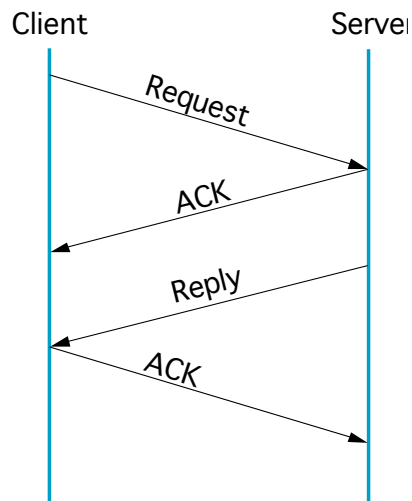 Client
Server
Request
ACK
Reply
ACK